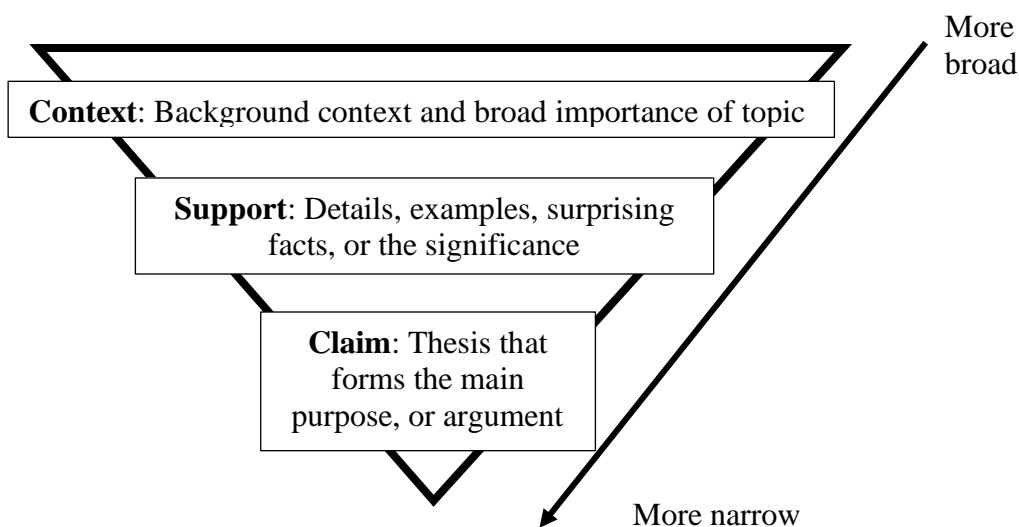 More
broad
Context: Background context and broad importance of topic
Support: Details, examples, surprising
facts, or the significance
Claim: Thesis that
forms the main
purpose, or argument
More narrow